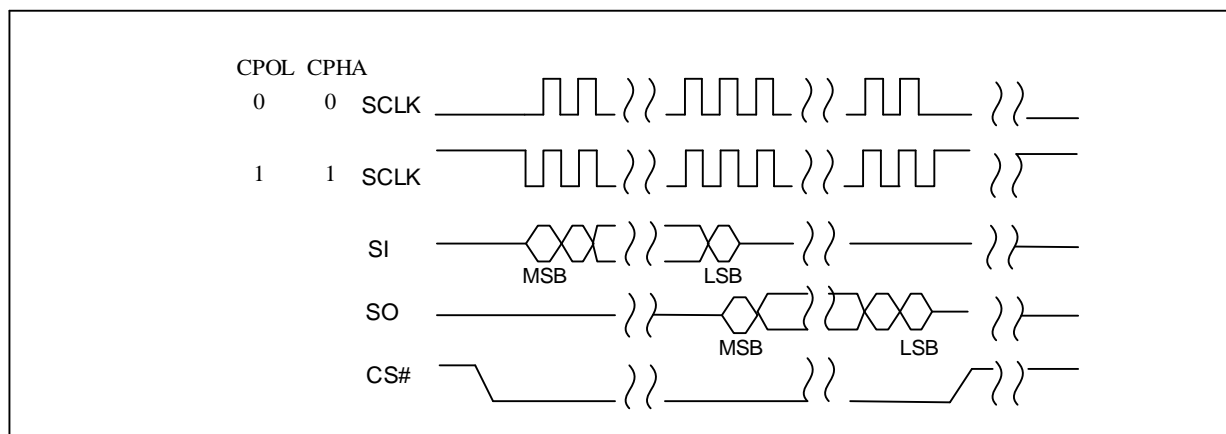 CPOL CPHA
0 0 SCLK
1 1 SCLK
SI
MSB LSB
SO
MSB LSB
CS#